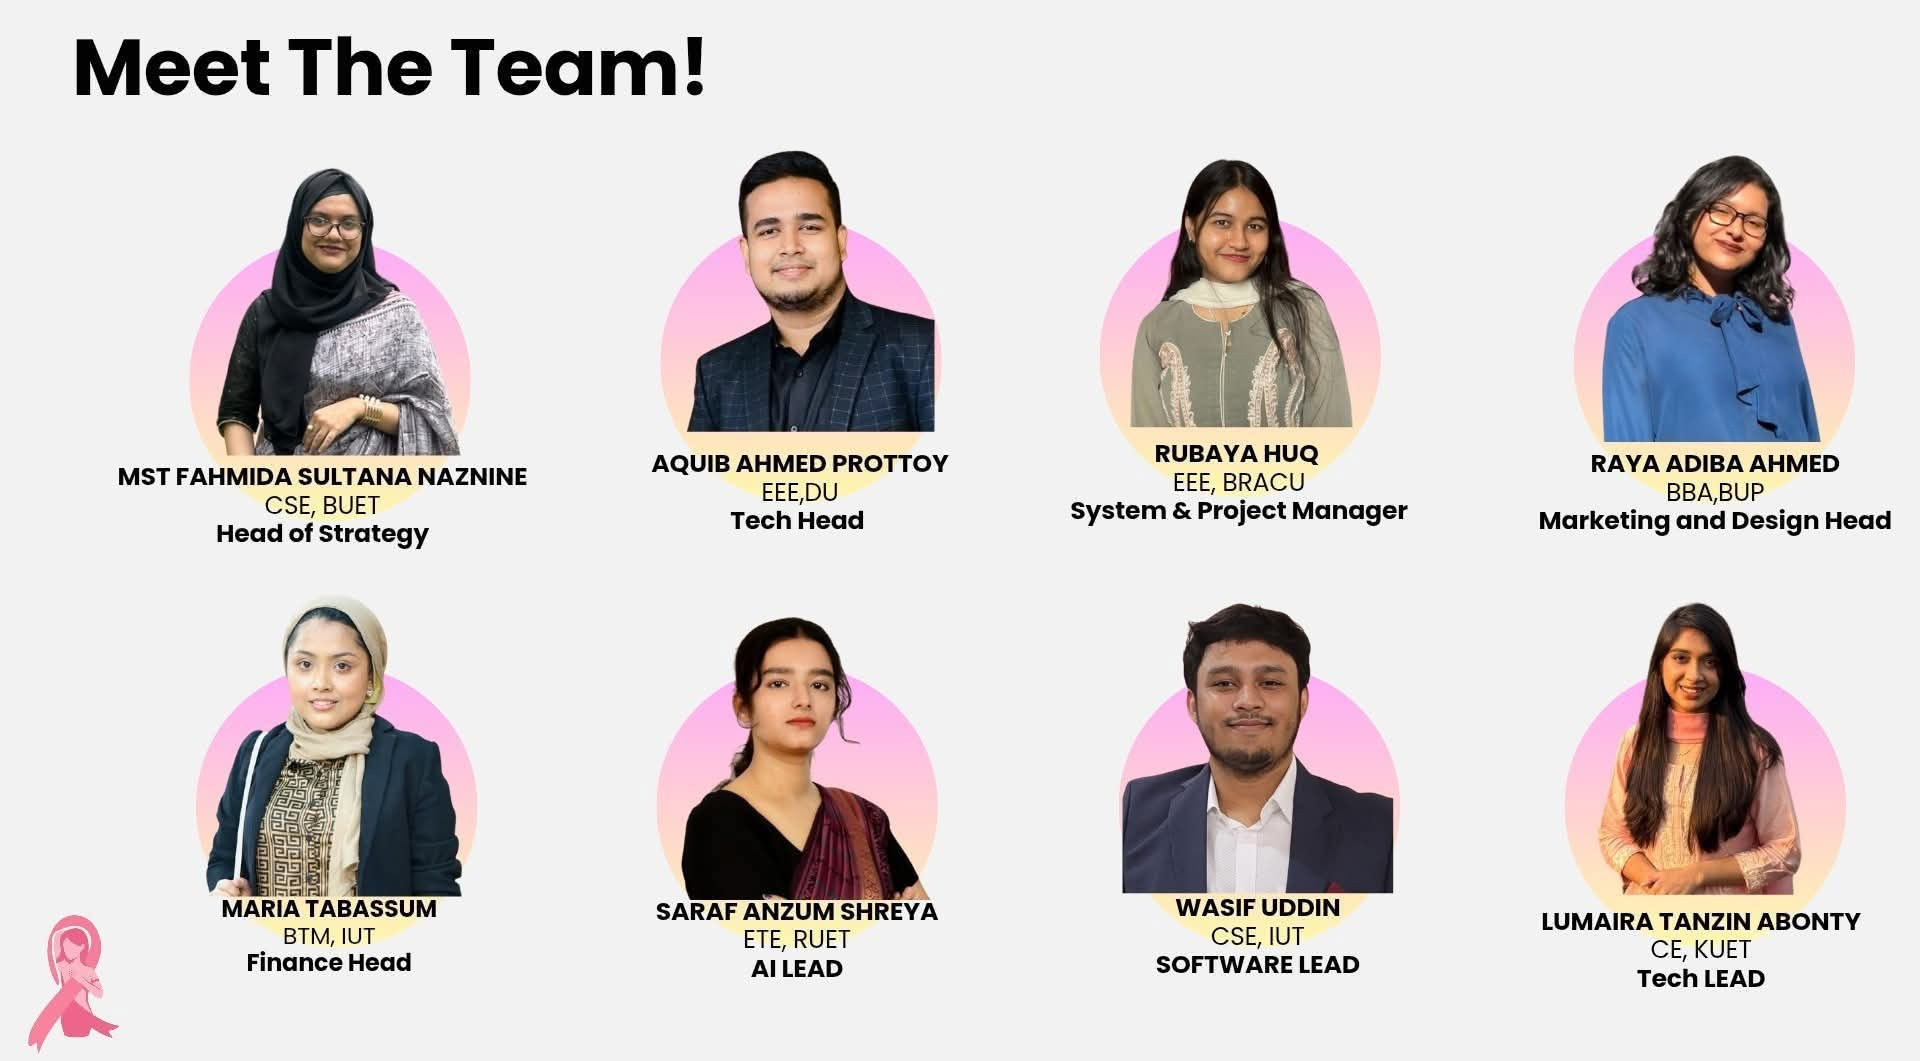 Meet The Team!
MST FAHMIDA SULTANA NAZNINE
CSE, BUET
Head of Strategy
AQUIB AHMED PROTTOY
EEE,DU
Tech Head
RUBAYA HUQ
EEE, BRACU
System & Project Manager
RAYA ADIBA AHMED
BBA,BUP
Marketing and Design Head
MARIA TABASSUM
BTM, IUT
Finance Head
SARAF ANZUM SHREYA
ETE, RUET
AI LEAD
WASIF UDDIN
CSE, IUT
SOFTWARE LEAD
LUMAIRA TANZIN ABONTY
CE, KUET
Tech LEAD